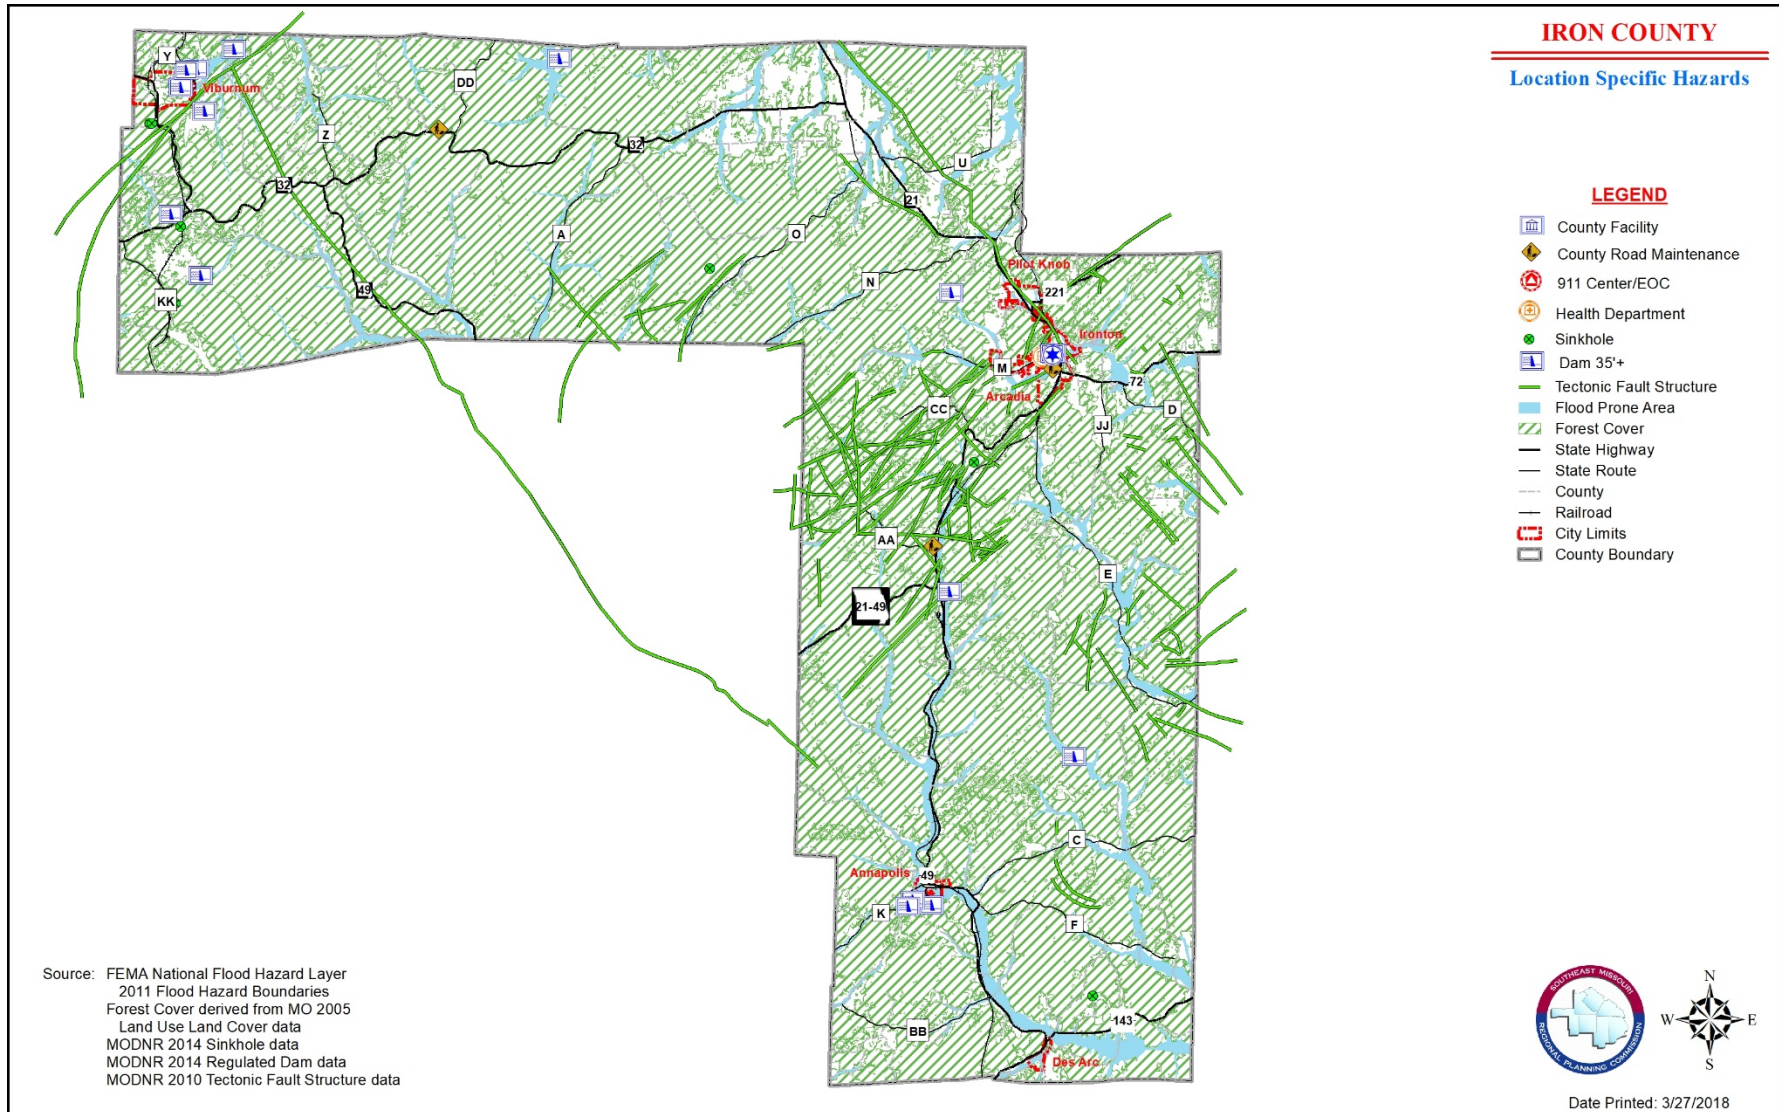 IRON COUNTY
Location Specific Hazards
LEGEND
County Facility
County Road Maintenance
911 Center/EOC
Health Department
Sinkhole
Dam 35'+
Tectonic Fault Structure
Flood Prone Area
Forest Cover
State Highway
State Route
County
Railroad
City Limits
County Boundary
Y
Viburnum
DD
Z
32
32
U
21
A
O
N
KK
49
Pilot Knob
221
Ironton
M
72
Arcadia
CC
D
JJ
AA
E
21-49
C
Annapolis
49
K
F
BB
143
Des Arc
Source: FEMA National Flood Hazard Layer
2011 Flood Hazard Boundaries
Forest Cover derived from MO 2005
Land Use Land Cover data
MODNR 2014 Sinkhole data
MODNR 2014 Regulated Dam data
MODNR 2010 Tectonic Fault Structure data
SOUTHEAST MISSOURI
REGIONAL PLANNING COMMISSION
N
W E
S
Date Printed: 3/27/2018